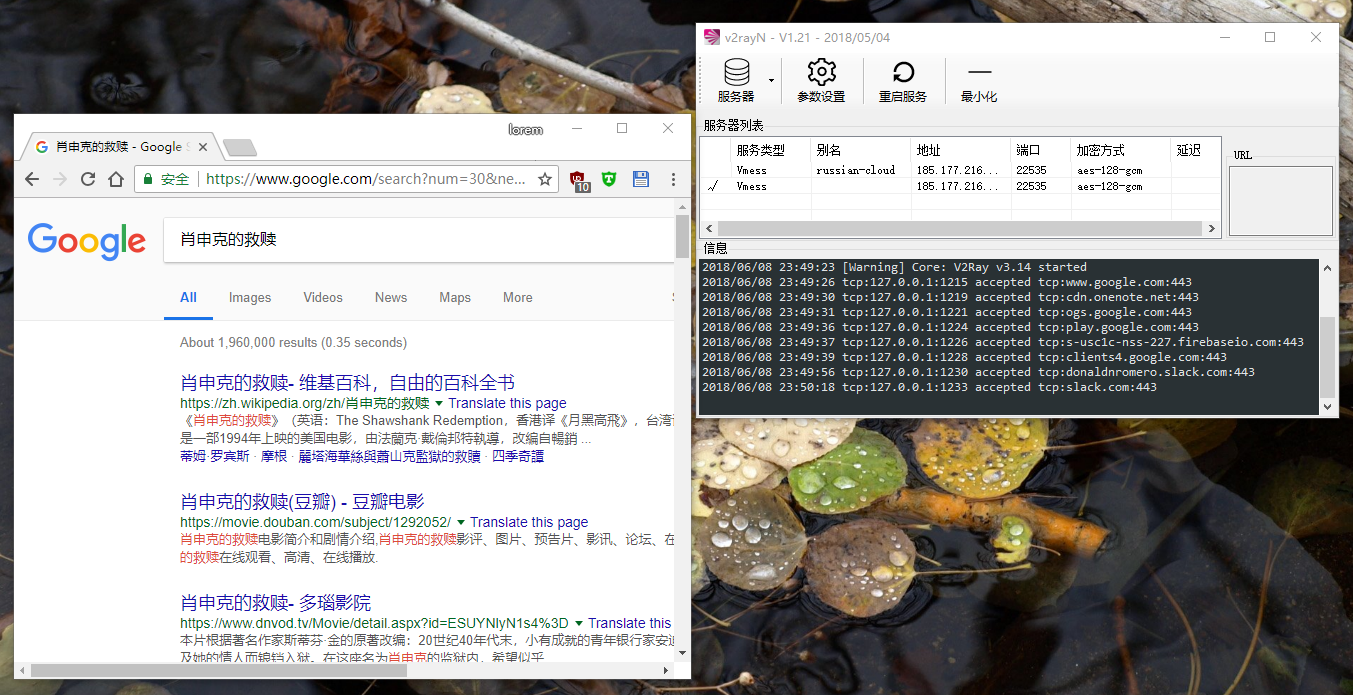 lorem
肖申克的救赎 - Google S
安全
https://www.google.com/search?num=30&ne...
10
Google
肖申克的救赎
All Images Videos News Maps More
About 1,960,000 results (0.35 seconds)
肖申克的救赎- 维基百科，自由的百科全书
https://zh.wikipedia.org/zh/肖申克的救赎 ▼ Translate this page
《肖申克的救赎》（英语：The Shawshank Redemption，香港译《月黑高飛》，台湾
是一部1994年上映的美国电影，由法蘭克·戴倫邦特執導，改编自暢銷 ...
蒂姆·罗宾斯 · 摩根 · 麗塔海華絲與蕭山克監獄的救贖 · 四季奇譚
肖申克的救赎(豆瓣) - 豆瓣电影
https://movie.douban.com/subject/1292052/ ▼ Translate this page
肖申克的救赎电影简介和剧情介绍,肖申克的救赎影评、图片、预告片、影讯、论坛、在
的救赎在线观看、高清、在线播放.
肖申克的救赎- 多瑙影院
https://www.dnvod.tv/Movie/detail.aspx?id=ESUYNIyN1s4%3D ▼ Translate this
本片根据著名作家斯蒂芬·金的原著改编：20世纪40年代末，小有成就的青年银行家安迪
及她的情人而锒铛入狱。在这座名为肖申克的监狱内，希望似乎
v2rayN - V1.21 - 2018/05/04
服务器 参数设置 重启服务 最小化
服务器列表
服务类型 别名 地址 端口 加密方式 延迟
Vmess russian-cloud 185.177.216... 22535 aes-128-gcm
✓ Vmess 185.177.216... 22535 aes-128-gcm
URL
信息
2018/06/08 23:49:23 [Warning] Core: V2Ray v3.14 started
2018/06/08 23:49:26 tcp:127.0.0.1:1215 accepted tcp:www.google.com:443
2018/06/08 23:49:30 tcp:127.0.0.1:1219 accepted tcp:cdn.onenote.net:443
2018/06/08 23:49:31 tcp:127.0.0.1:1221 accepted tcp:ogs.google.com:443
2018/06/08 23:49:36 tcp:127.0.0.1:1224 accepted tcp:play.google.com:443
2018/06/08 23:49:37 tcp:127.0.0.1:1226 accepted tcp:s-usc1c-nss-227.firebaseio.com:443
2018/06/08 23:49:39 tcp:127.0.0.1:1228 accepted tcp:clients4.google.com:443
2018/06/08 23:49:56 tcp:127.0.0.1:1230 accepted tcp:donaldnromero.slack.com:443
2018/06/08 23:50:18 tcp:127.0.0.1:1233 accepted tcp:slack.com:443